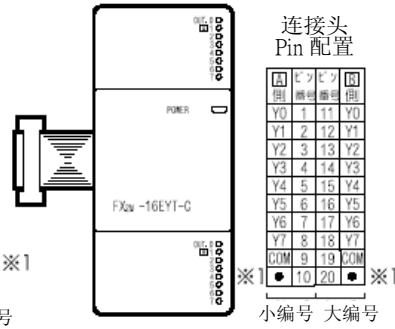 连接头
Pin 配置
OUT 0
1
2
3
4
5
6
7
POWER
FX2N -16EYT-C
OUT 0
1
2
3
4
5
6
7
A側 ピン番号 ピン番号 B側
Y0 1 11 Y0
Y1 2 12 Y1
Y2 3 13 Y2
Y3 4 14 Y3
Y4 5 15 Y4
Y5 6 16 Y5
Y6 7 17 Y6
Y7 8 18 Y7
COM 9 19 COM
※1 ● 10 20 ● ※1
※1
小编号 大编号
号